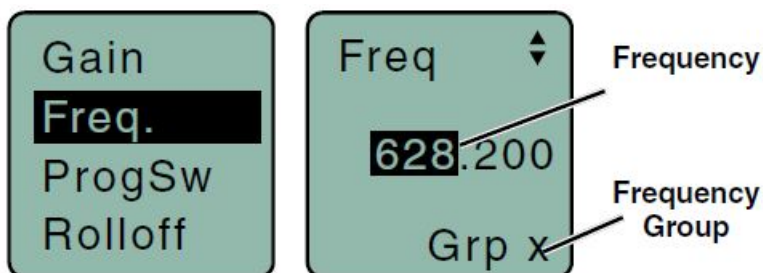 Gain
Freq.
ProgSw
Rolloff
Freq
628.200
Grp x
Frequency
Frequency
Group